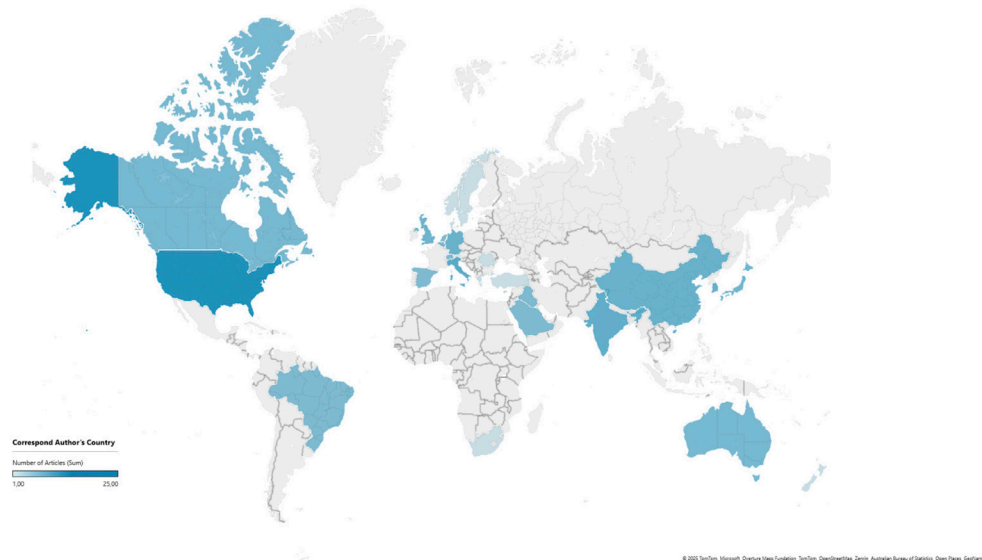 Correspond Author's Country
Number of Articles (Sum)
1,00 25,00
© 2025 TomTom, Microsoft, Overture Maps Fundation, TomTom, OpenStreetMap, Zenrin, Australian Bureau of Statistics, Open Places, GeoNam